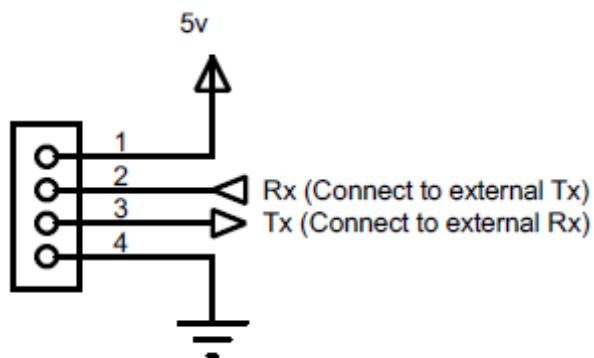 5v
1
2
Rx (Connect to external Tx)
3
Tx (Connect to external Rx)
4